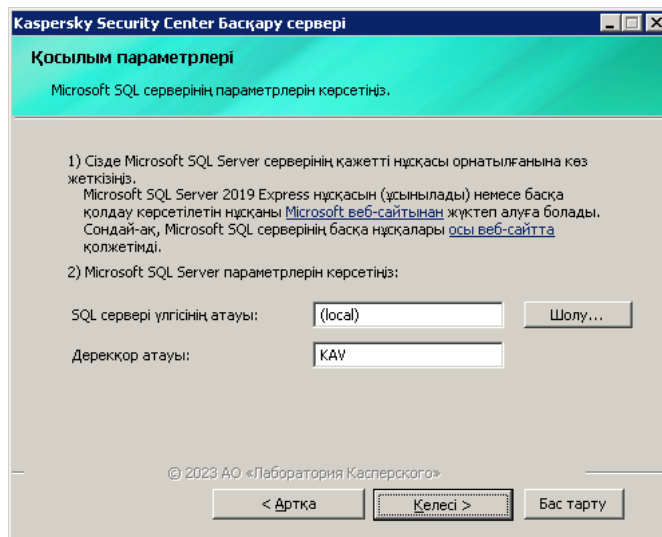 Kaspersky Security Center Басқару сервері
Қосылым параметрлері
Microsoft SQL серверінің параметрлерін көрсетіңіз.
1) Сізде Microsoft SQL Server серверінің қажетті нұсқасы орнатылғанына көз
жеткізіңіз.
Microsoft SQL Server 2019 Express нұсқасын (ұсынылады) немесе басқа
қолдау көрсетілетін нұсқаны Microsoft веб-сайтынан жүктеп алуға болады.
Сондай-ақ, Microsoft SQL серверінің басқа нұсқалары осы веб-сайтта
қолжетімді.
2) Microsoft SQL Server параметрлерін көрсетіңіз:
SQL сервері үлгісінің атауы: (local) Шолу...
Дерекқор атауы: KAV
© 2023 АО «Лаборатория Касперского»
< Артқа Келесі > Бас тарту